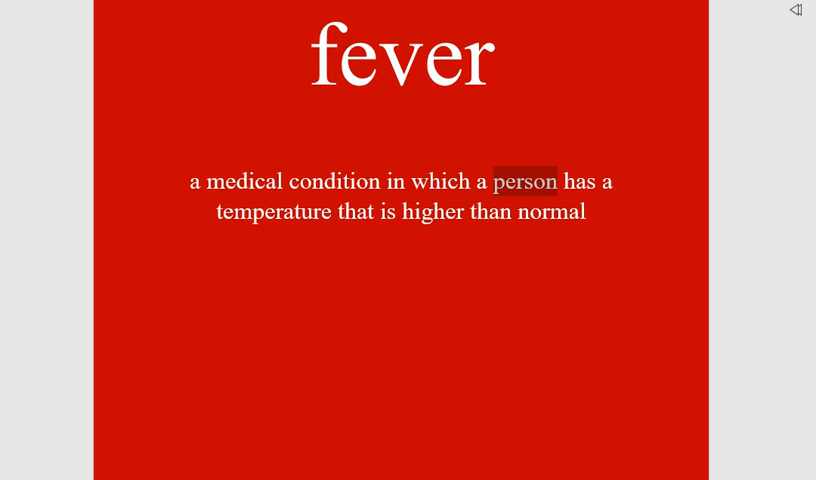 fever
a medical condition in which a person has a
temperature that is higher than normal